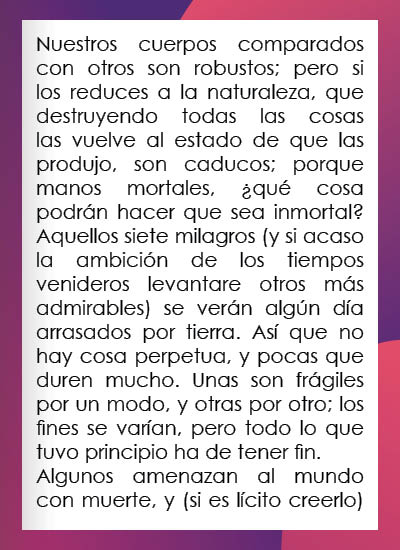 Nuestros cuerpos comparados
con otros son robustos; pero si
los reduces a la naturaleza, que
destruyendo todas las cosas
las vuelve al estado de que las
produjo, son caducos; porque
manos mortales, ¿qué cosa
podrán hacer que sea inmortal?
Aquellos siete milagros (y si acaso
la ambición de los tiempos
venideros levantare otros más
admirables) se verán algún día
arrasados por tierra. Así que no
hay cosa perpetua, y pocas que
duren mucho. Unas son frágiles
por un modo, y otras por otro; los
fines se varían, pero todo lo que
tuvo principio ha de tener fin.
Algunos amenazan al mundo
con muerte, y (si es lícito creerlo)